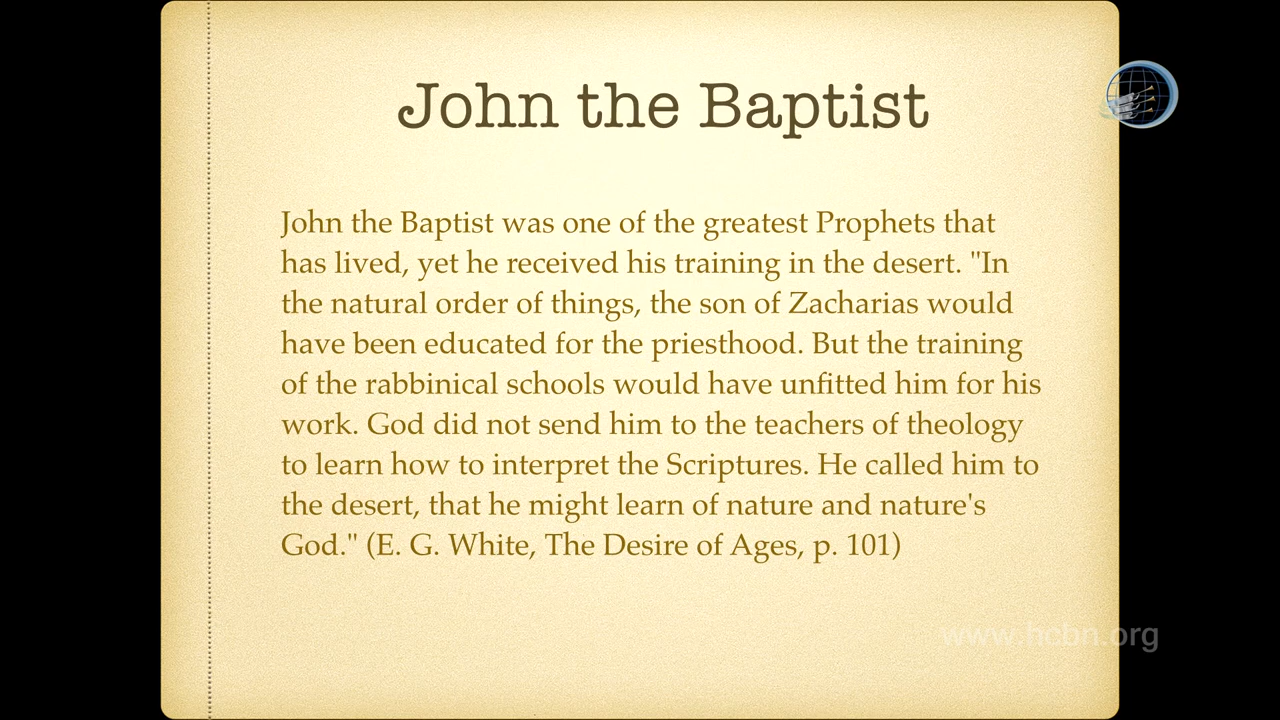 John the Baptist
John the Baptist was one of the greatest Prophets that
has lived, yet he received his training in the desert. "In
the natural order of things, the son of Zacharias would
have been educated for the priesthood. But the training
of the rabbinical schools would have unfitted him for his
work. God did not send him to the teachers of theology
to learn how to interpret the Scriptures. He called him to
the desert, that he might learn of nature and nature's
God." (E. G. White, The Desire of Ages, p. 101)
www.hcbn.org